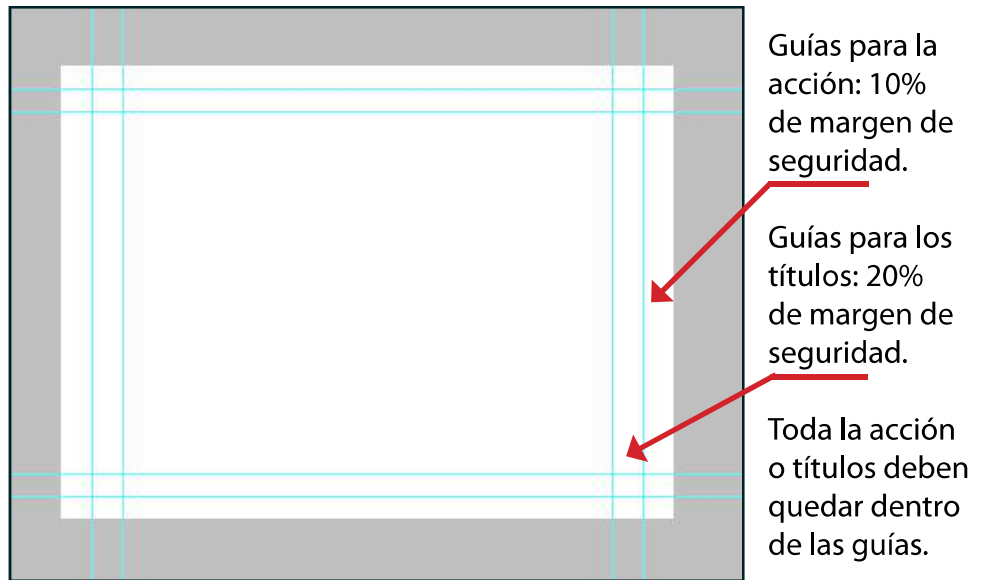 Guías para la
acción: 10%
de margen de
seguridad.
Guías para los
títulos: 20%
de margen de
seguridad.
Toda la acción
o títulos deben
quedar dentro
de las guías.